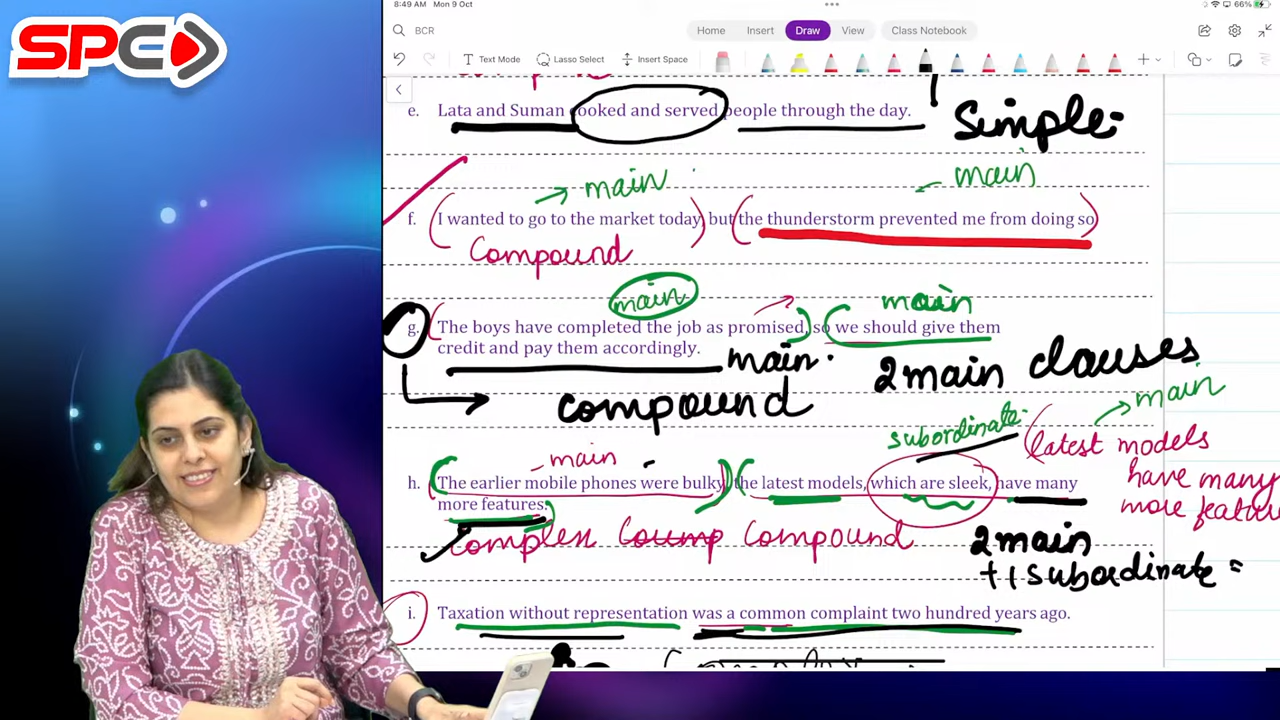 SPC
8:49 AM Mon 9 Oct
66%
BCR
Home Insert Draw View Class Notebook
Text Mode Lasso Select Insert Space
e. Lata and Suman cooked and served people through the day.
Simple
main
main
f. I wanted to go to the market today, but the thunderstorm prevented me from doing so
Compound
main
main
g. The boys have completed the job as promised, so we should give them
credit and pay them accordingly.
main.
2 main clauses
compound
main
subordinate.
latest models
have many
more
main
h. The earlier mobile phones were bulky, the latest models, which are sleek, have many
more features.
complex Compound
2 main
+ 1 Subordinate =
i. Taxation without representation was a common complaint two hundred years ago.